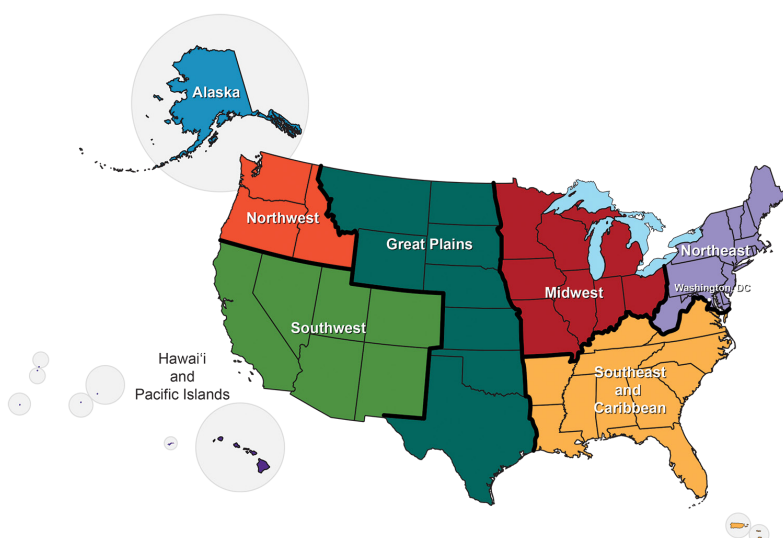 Alaska
Northwest
Great Plains
Midwest
Northeast
Washington, DC
Southwest
Hawai‘i
and
Pacific Islands
Southeast
and
Caribbean